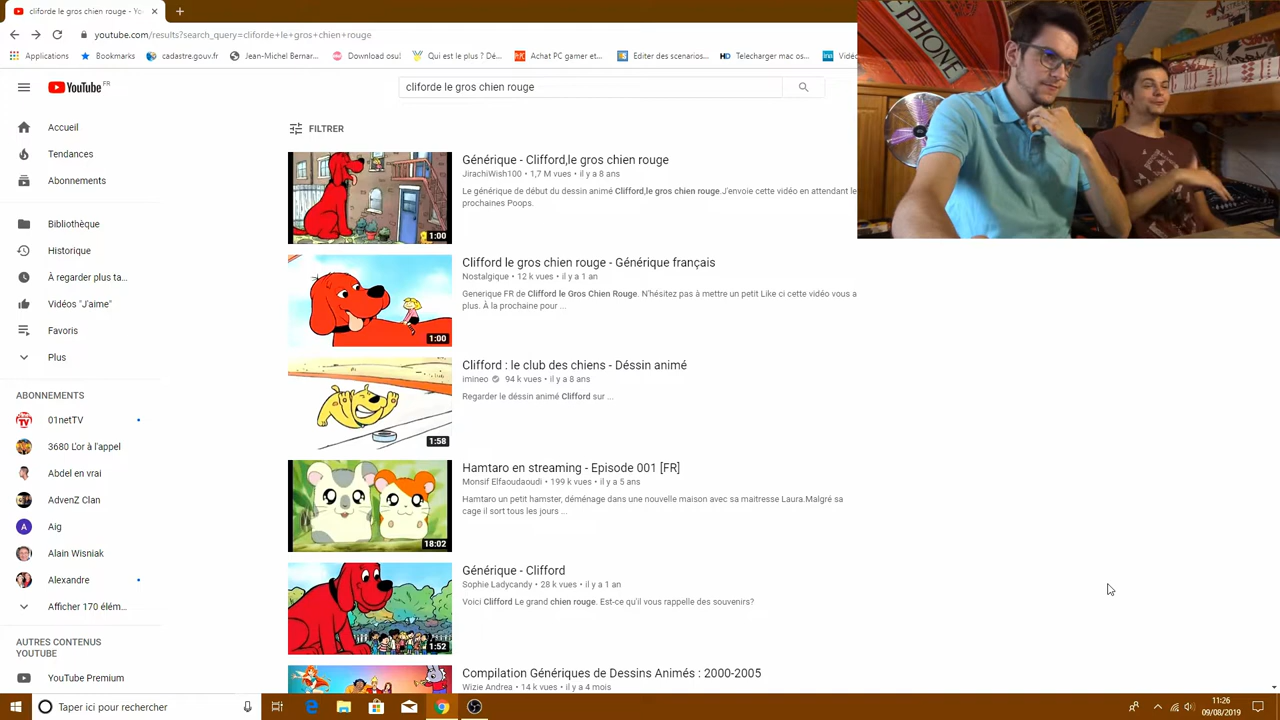 cliforde le gros chien rouge - You
youtube.com/results?search_query=cliforde+le+gros+chien+rouge
Applications
Bookmarks
cadastre.gouv.fr
Jean-Michel Bernar...
Download osu!
Qui est le plus ? Dé...
Achat PC gamer et...
Éditer des scenarios...
Telecharger mac os...
Vidéo
ÉLEPHONE
YouTube FR
cliforde le gros chien rouge
FILTRER
Accueil
Tendances
Abonnements
Bibliothèque
Historique
À regarder plus ta...
Vidéos "J'aime"
Favoris
Plus
ABONNEMENTS
01netTV
3680 L'or à l'appel
Abdel en vrai
AdvenZ Clan
A
Aig
Alain Wisniak
Alexandre
Afficher 170 élém...
AUTRES CONTENUS
YOUTUBE
YouTube Premium
Générique - Clifford,le gros chien rouge
JirachiWish100 • 1,7 M vues • il y a 8 ans
Le générique de début du dessin animé Clifford,le gros chien rouge.J'envoie cette vidéo en attendant le
prochaines Poops.
1:00
Clifford le gros chien rouge - Générique français
Nostalgique • 12 k vues • il y a 1 an
Generique FR de Clifford le Gros Chien Rouge. N'hésitez pas à mettre un petit Like ci cette vidéo vous a
plus. À la prochaine pour ...
1:00
Clifford : le club des chiens - Déssin animé
imineo 94 k vues • il y a 8 ans
Regarder le déssin animé Clifford sur ...
1:58
Hamtaro en streaming - Episode 001 [FR]
Monsif Elfaoudaoudi • 199 k vues • il y a 5 ans
Hamtaro un petit hamster, déménage dans une nouvelle maison avec sa maitresse Laura.Malgré sa
cage il sort tous les jours ...
18:02
Générique - Clifford
Sophie Ladycandy • 28 k vues • il y a 1 an
Voici Clifford Le grand chien rouge. Est-ce qu'il vous rappelle des souvenirs?
1:52
Compilation Génériques de Dessins Animés : 2000-2005
Wizie Andrea • 14 k vues • il y a 4 mois
Taper ici pour rechercher
11:26
09/08/2019